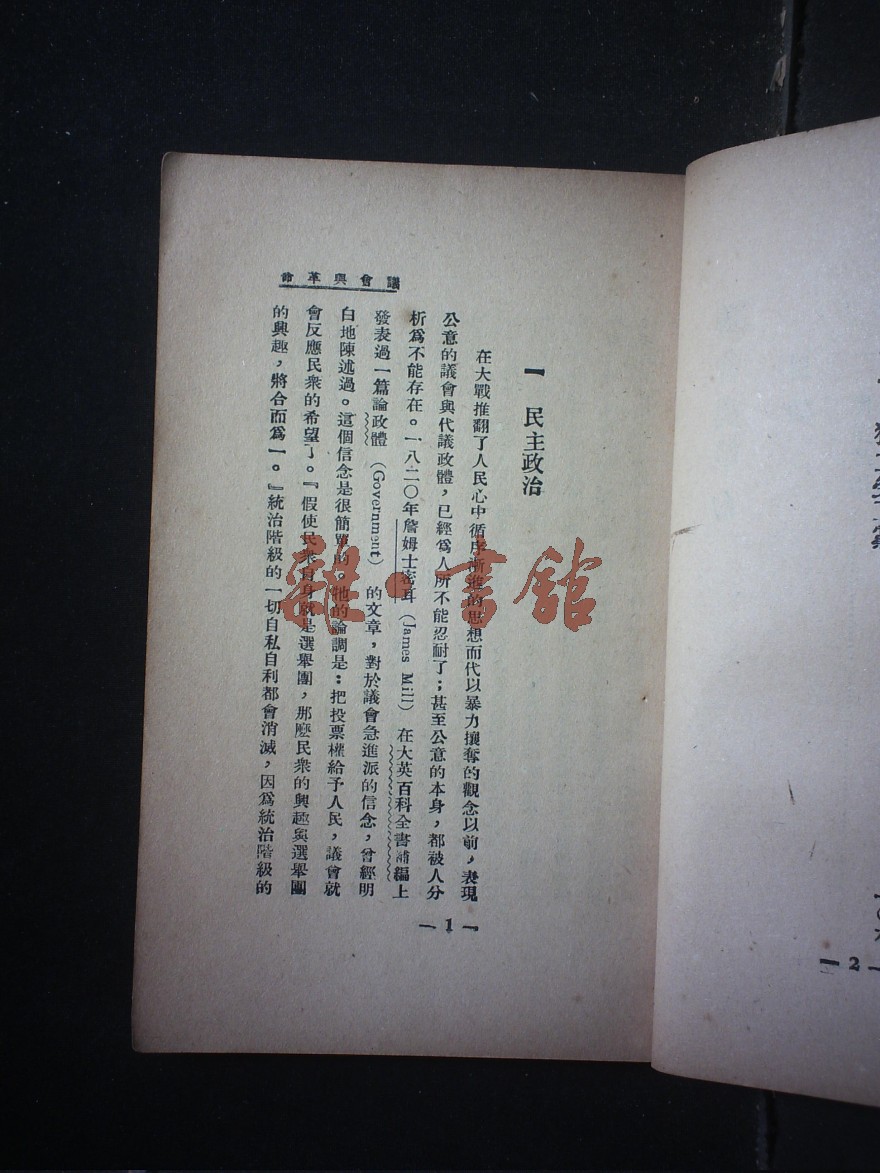 議會與革命
一 民主政治
在大戰推翻了人民心中循序漸進的思想而代以暴力攘奪的觀念以前，表現
公意的議會與代議政體，已經爲人所不能忍耐了；甚至公意的本身，都被人分
析爲不能存在。一八二〇年詹姆士密耳（James Mill）在大英百科全書補編上
發表過一篇論政體（Government）的文章，對於議會急進派的信念，曾經明
白地陳述過。這個信念是很簡單的。他的論調是：把投票權給予人民，議會就
會反應民衆的希望了。『假使民衆自身就是選舉團，那麽民衆的興趣與選舉團
的興趣，將合而爲一。』統治階級的一切自私自利都會消滅，因爲統治階級的
—1—
—2—
雜·書館